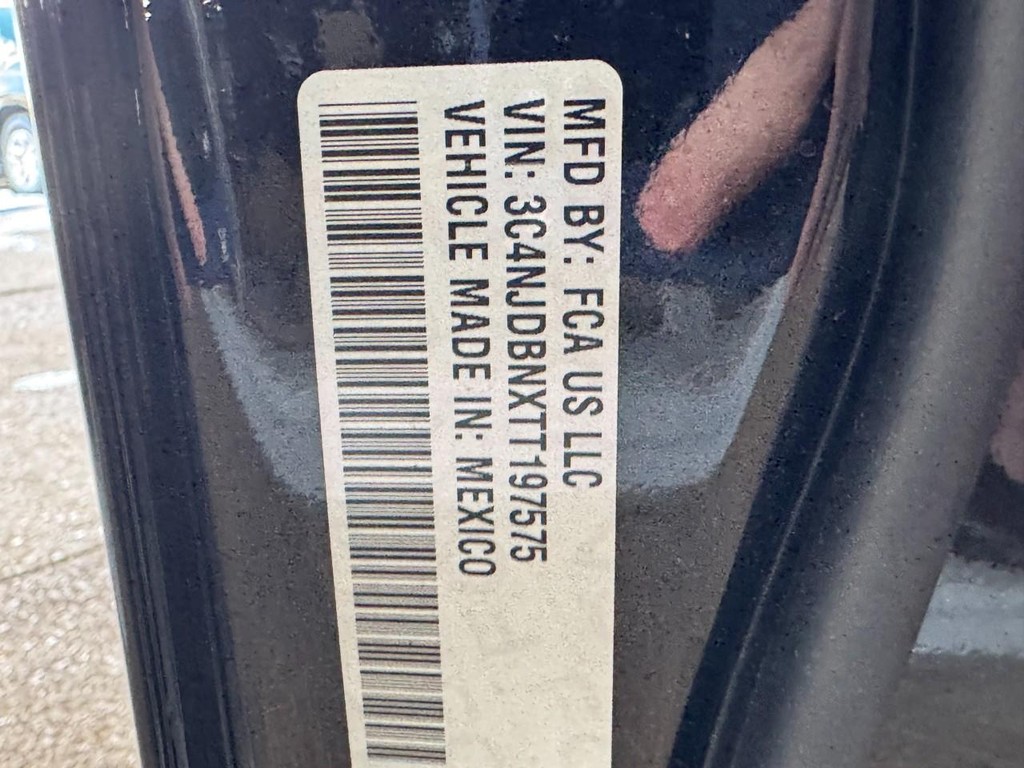 MFD BY: FCA US LLC
VIN: 3C4NJDBNXTT197575
VEHICLE MADE IN: MEXICO